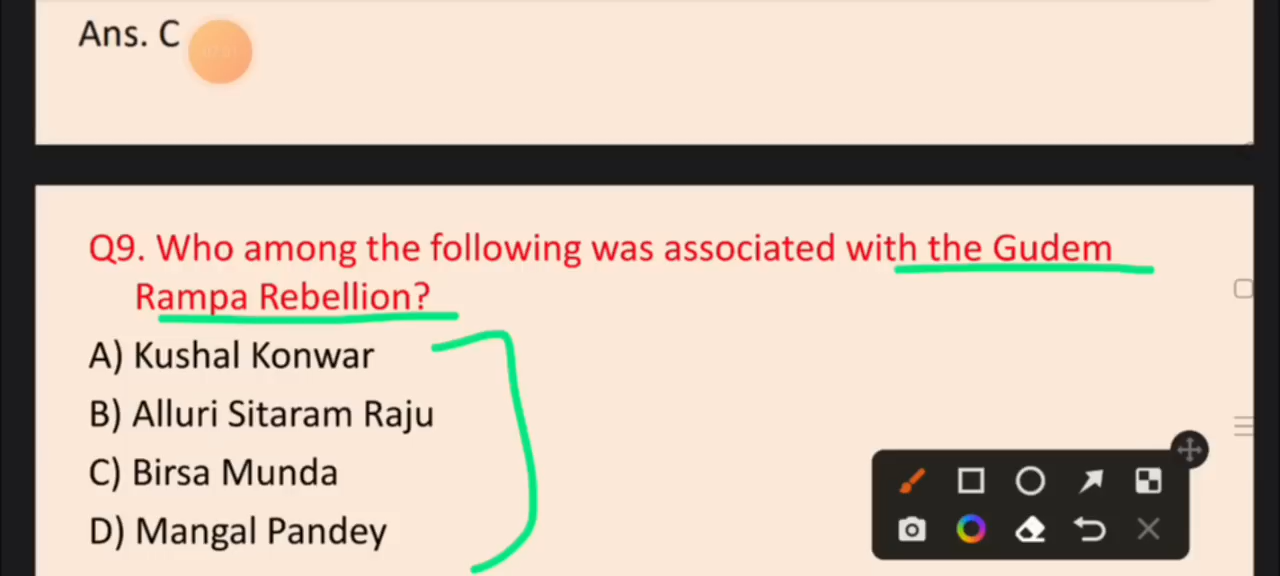 Ans. C
Q9. Who among the following was associated with the Gudem
Rampa Rebellion?
A) Kushal Konwar
B) Alluri Sitaram Raju
C) Birsa Munda
D) Mangal Pandey